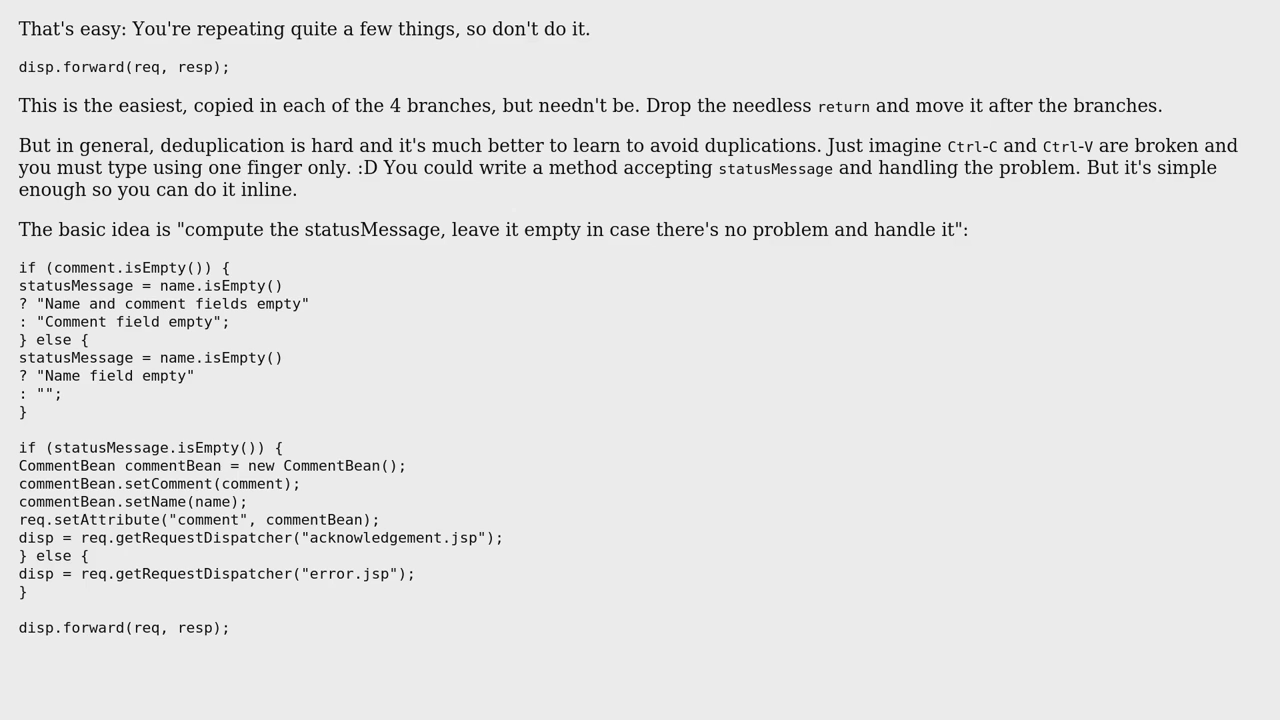 That's easy: You're repeating quite a few things, so don't do it.
disp.forward(req, resp);
This is the easiest, copied in each of the 4 branches, but needn't be. Drop the needless return and move it after the branches.
But in general, deduplication is hard and it's much better to learn to avoid duplications. Just imagine Ctrl-C and Ctrl-V are broken and
you must type using one finger only. :D You could write a method accepting statusMessage and handling the problem. But it's simple
enough so you can do it inline.
The basic idea is "compute the statusMessage, leave it empty in case there's no problem and handle it":
if (comment.isEmpty()) {
statusMessage = name.isEmpty()
? "Name and comment fields empty"
: "Comment field empty";
} else {
statusMessage = name.isEmpty()
? "Name field empty"
: "";
}
if (statusMessage.isEmpty()) {
CommentBean commentBean = new CommentBean();
commentBean.setComment(comment);
commentBean.setName(name);
req.setAttribute("comment", commentBean);
disp = req.getRequestDispatcher("acknowledgement.jsp");
} else {
disp = req.getRequestDispatcher("error.jsp");
}
disp.forward(req, resp);